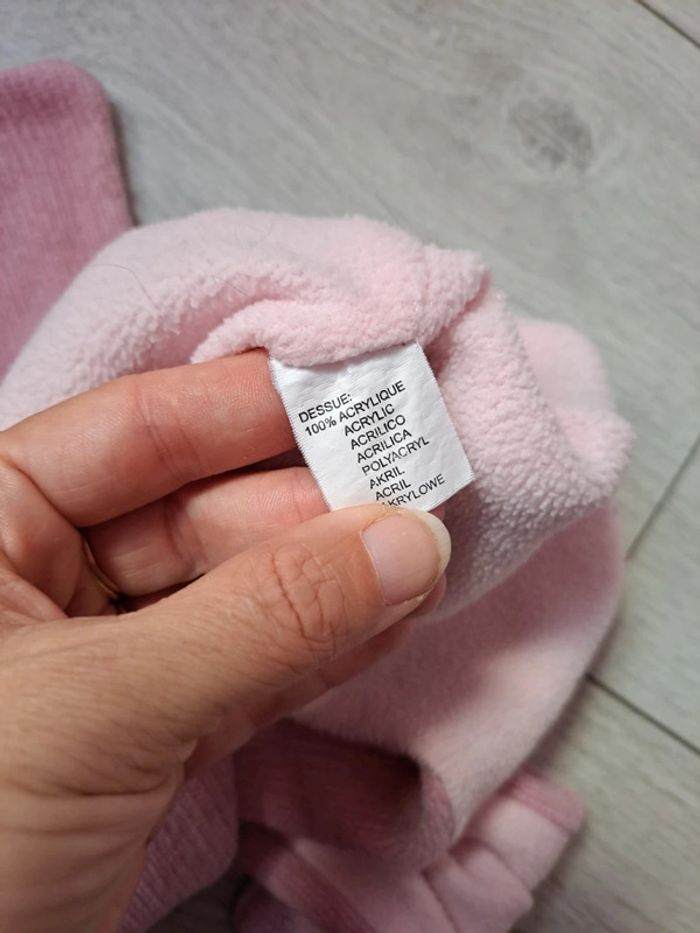 DESSUE:
100% ACRYLIQUE
ACRYLIC
ACRILICO
ACRILICA
POLYACRYL
AKRIL
ACRIL
AKRYLOWE